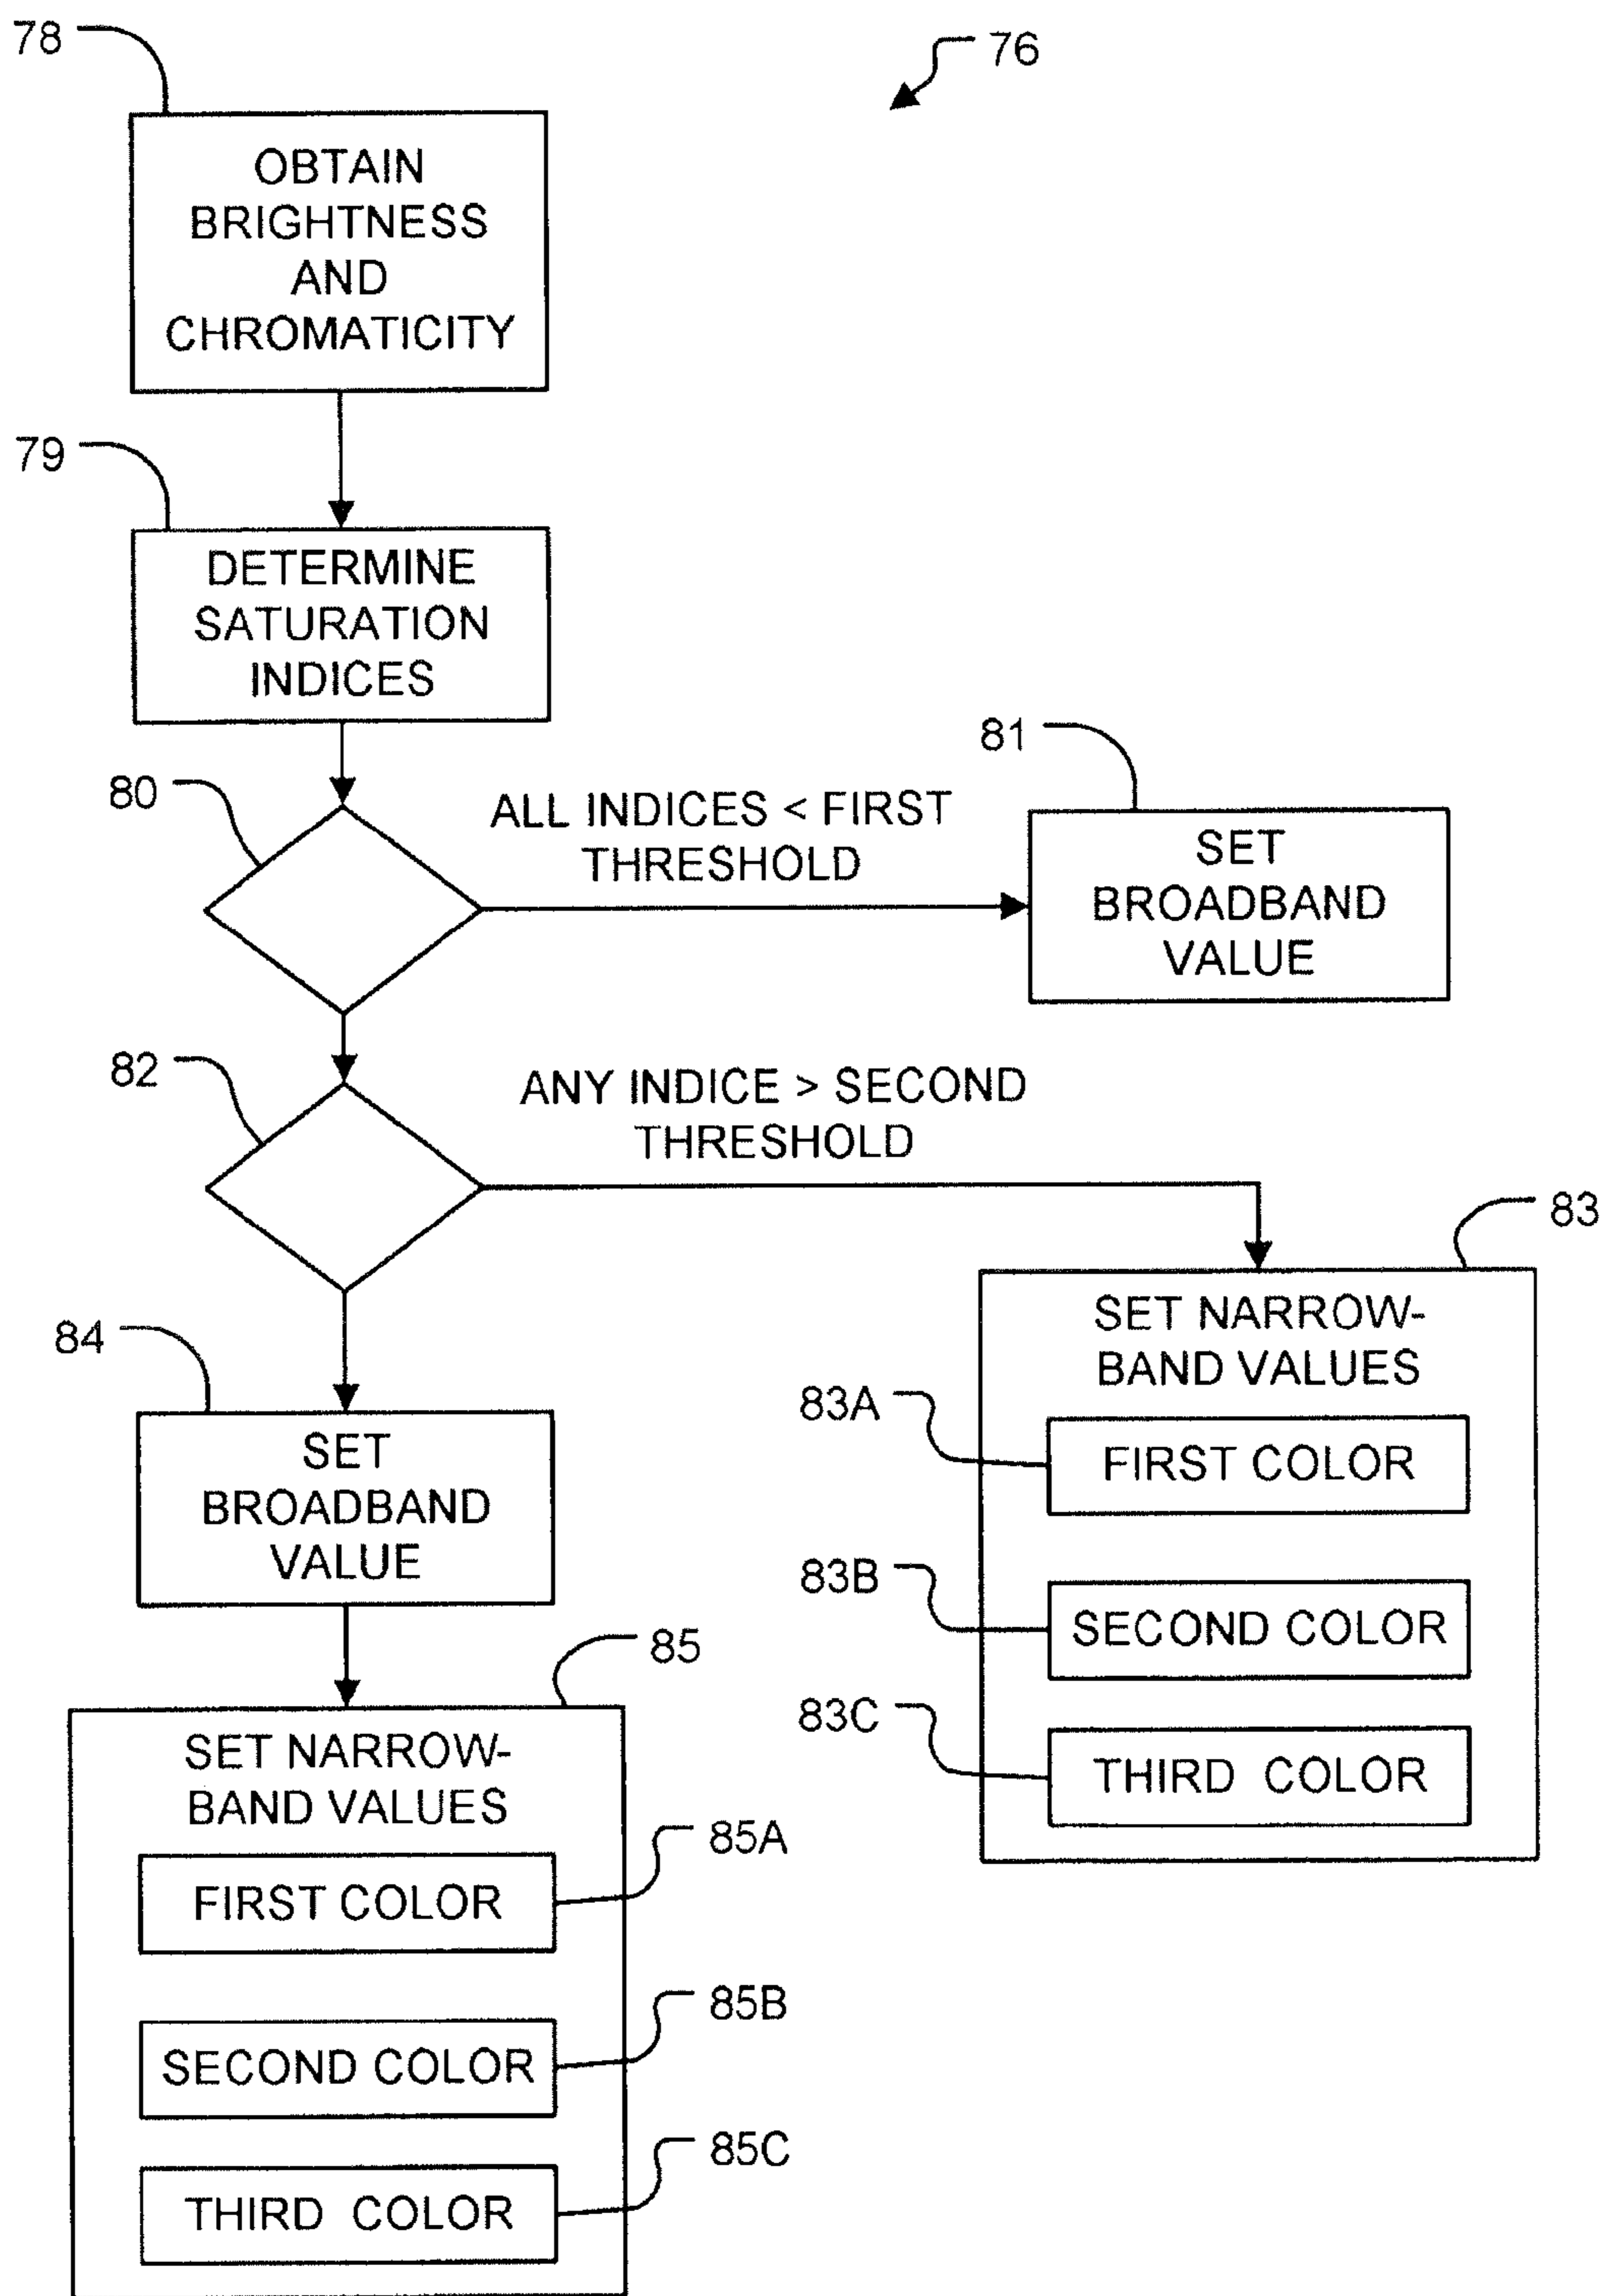 78
76
OBTAIN
BRIGHTNESS
AND
CHROMATICITY
79
DETERMINE
SATURATION
INDICES
80
ALL INDICES < FIRST
THRESHOLD
81
SET
BROADBAND
VALUE
82
ANY INDICE > SECOND
THRESHOLD
83
SET NARROW-
BAND VALUES
83A
FIRST COLOR
83B
SECOND COLOR
83C
THIRD COLOR
84
SET
BROADBAND
VALUE
85
SET NARROW-
BAND VALUES
85A
FIRST COLOR
85B
SECOND COLOR
85C
THIRD COLOR